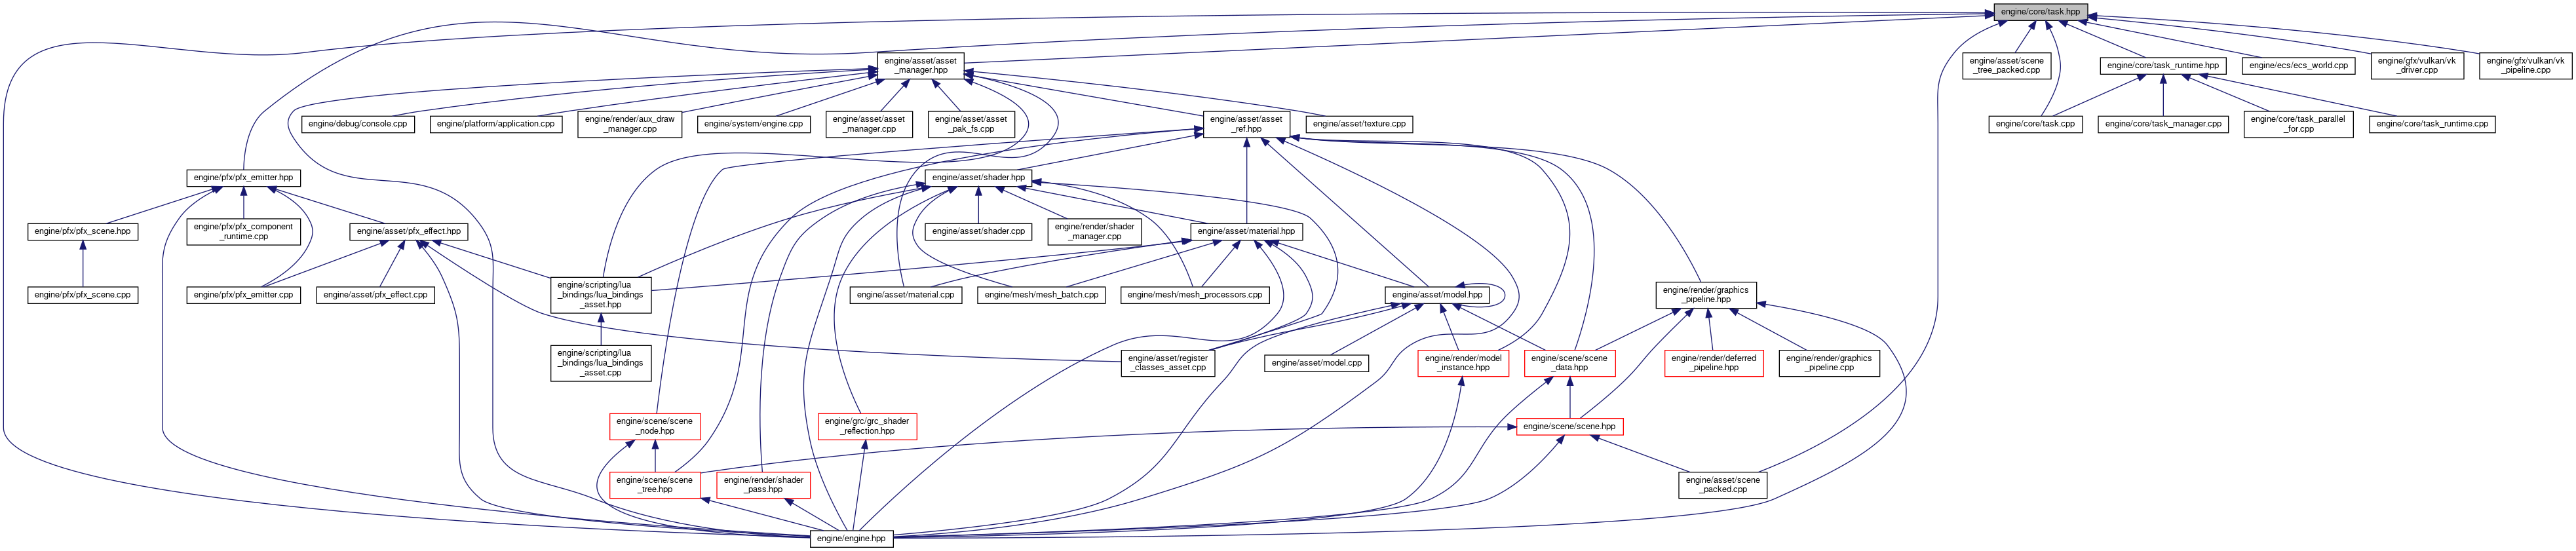 engine/core/task.hpp
engine/asset/asset
_manager.hpp
engine/asset/scene
_tree_packed.cpp
engine/core/task_runtime.hpp
engine/ecs/ecs_world.cpp
engine/gfx/vulkan/vk
_driver.cpp
engine/gfx/vulkan/vk
_pipeline.cpp
engine/debug/console.cpp
engine/platform/application.cpp
engine/render/aux_draw
_manager.cpp
engine/system/engine.cpp
engine/asset/asset
_manager.cpp
engine/asset/asset
_pak_fs.cpp
engine/asset/asset
_ref.hpp
engine/asset/texture.cpp
engine/core/task.cpp
engine/core/task_manager.cpp
engine/core/task_parallel
_for.cpp
engine/core/task_runtime.cpp
engine/pfx/pfx_emitter.hpp
engine/asset/shader.hpp
engine/pfx/pfx_scene.hpp
engine/pfx/pfx_component
_runtime.cpp
engine/asset/pfx_effect.hpp
engine/asset/shader.cpp
engine/render/shader
_manager.cpp
engine/asset/material.hpp
engine/pfx/pfx_scene.cpp
engine/pfx/pfx_emitter.cpp
engine/asset/pfx_effect.cpp
engine/scripting/lua
_bindings/lua_bindings
_asset.hpp
engine/asset/material.cpp
engine/mesh/mesh_batch.cpp
engine/mesh/mesh_processors.cpp
engine/asset/model.hpp
engine/render/graphics
_pipeline.hpp
engine/scripting/lua
_bindings/lua_bindings
_asset.cpp
engine/asset/register
_classes_asset.cpp
engine/asset/model.cpp
engine/render/model
_instance.hpp
engine/scene/scene
_data.hpp
engine/render/deferred
_pipeline.hpp
engine/render/graphics
_pipeline.cpp
engine/scene/scene
_node.hpp
engine/grc/grc_shader
_reflection.hpp
engine/scene/scene.hpp
engine/scene/scene
_tree.hpp
engine/render/shader
_pass.hpp
engine/asset/scene
_packed.cpp
engine/engine.hpp